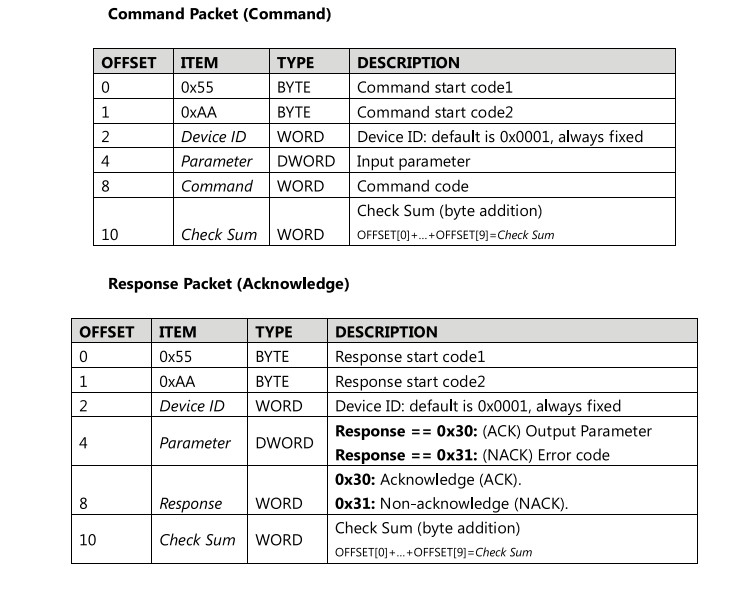 Command Packet (Command)
OFFSET ITEM TYPE DESCRIPTION
0 0x55 BYTE Command start code1
1 0xAA BYTE Command start code2
2 Device ID WORD Device ID: default is 0x0001, always fixed
4 Parameter DWORD Input parameter
8 Command WORD Command code
Check Sum (byte addition)
10 Check Sum WORD OFFSET[0]+...+OFFSET[9]=Check Sum
Response Packet (Acknowledge)
OFFSET ITEM TYPE DESCRIPTION
0 0x55 BYTE Response start code1
1 0xAA BYTE Response start code2
2 Device ID WORD Device ID: default is 0x0001, always fixed
4 Parameter DWORD Response == 0x30: (ACK) Output Parameter
Response == 0x31: (NACK) Error code
0x30: Acknowledge (ACK).
8 Response WORD 0x31: Non-acknowledge (NACK).
10 Check Sum WORD Check Sum (byte addition)
OFFSET[0]+...+OFFSET[9]=Check Sum